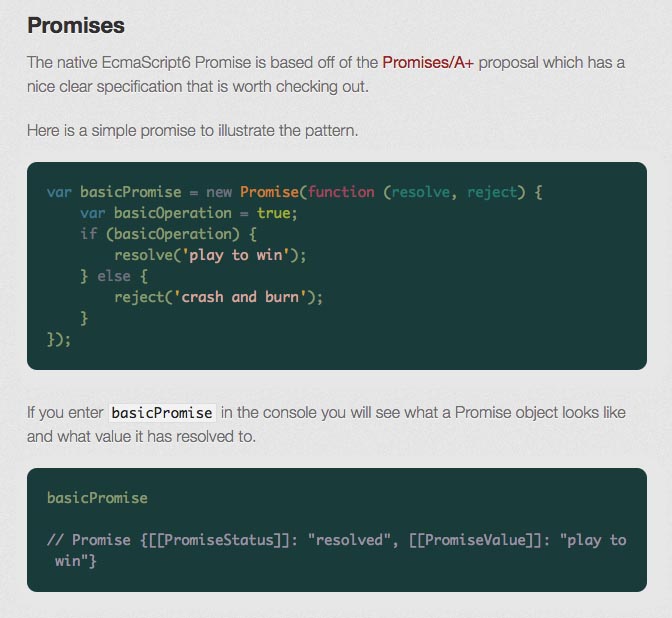 Promises
The native EcmaScript6 Promise is based off of the Promises/A+ proposal which has a
nice clear specification that is worth checking out.
Here is a simple promise to illustrate the pattern.
var basicPromise = new Promise(function (resolve, reject) {
    var basicOperation = true;
    if (basicOperation) {
        resolve('play to win');
    } else {
        reject('crash and burn');
    }
});
If you enter basicPromise in the console you will see what a Promise object looks like
and what value it has resolved to.
basicPromise
// Promise {[[PromiseStatus]]: "resolved", [[PromiseValue]]: "play to
 win"}